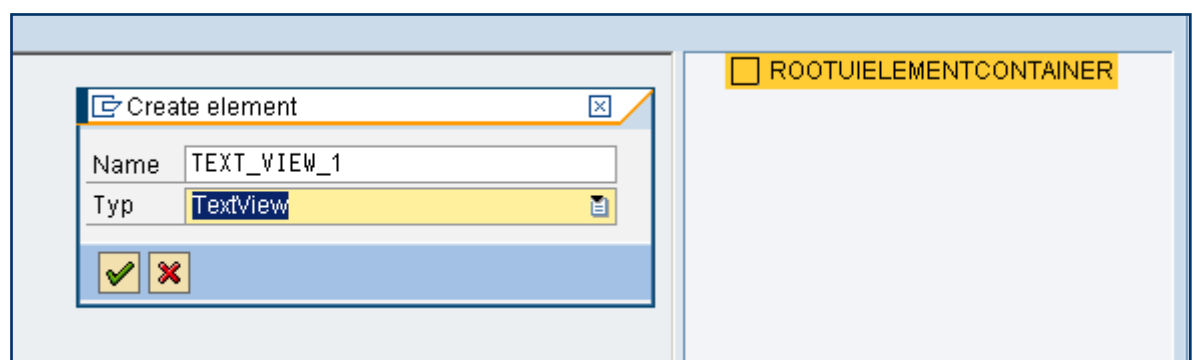 ROOTUIELEMENTCONTAINER
Create element
Name TEXT_VIEW_1
Typ TextView